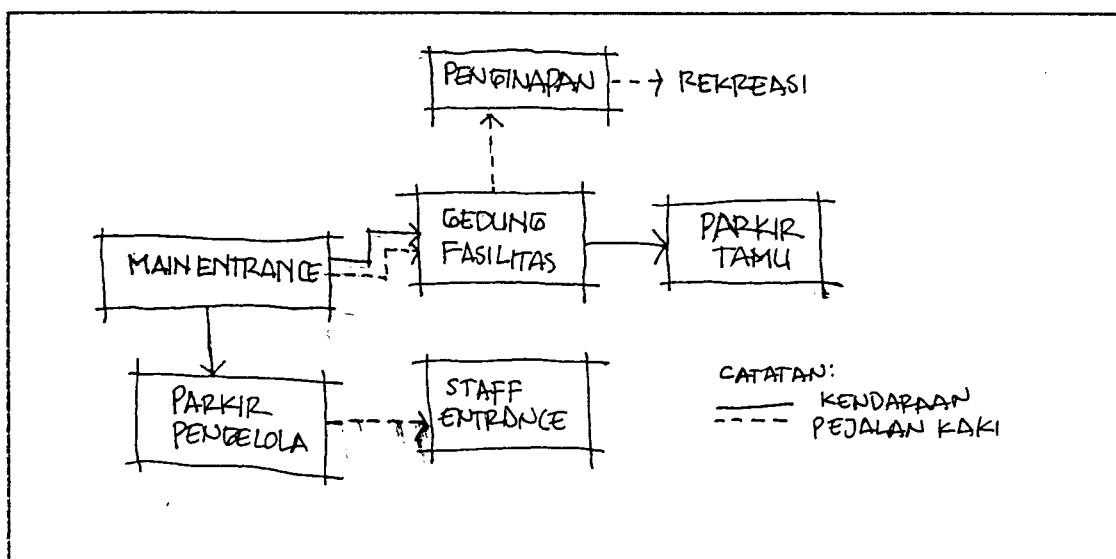 PENGINAPAN
REKREASI
GEDUNG
FASILITAS
PARKIR
TAMU
MAIN ENTRANCE
PARKIR
PENGELOLA
STAFF
ENTRANCE
CATATAN:
KENDARAAN
PEJALAN KAKI